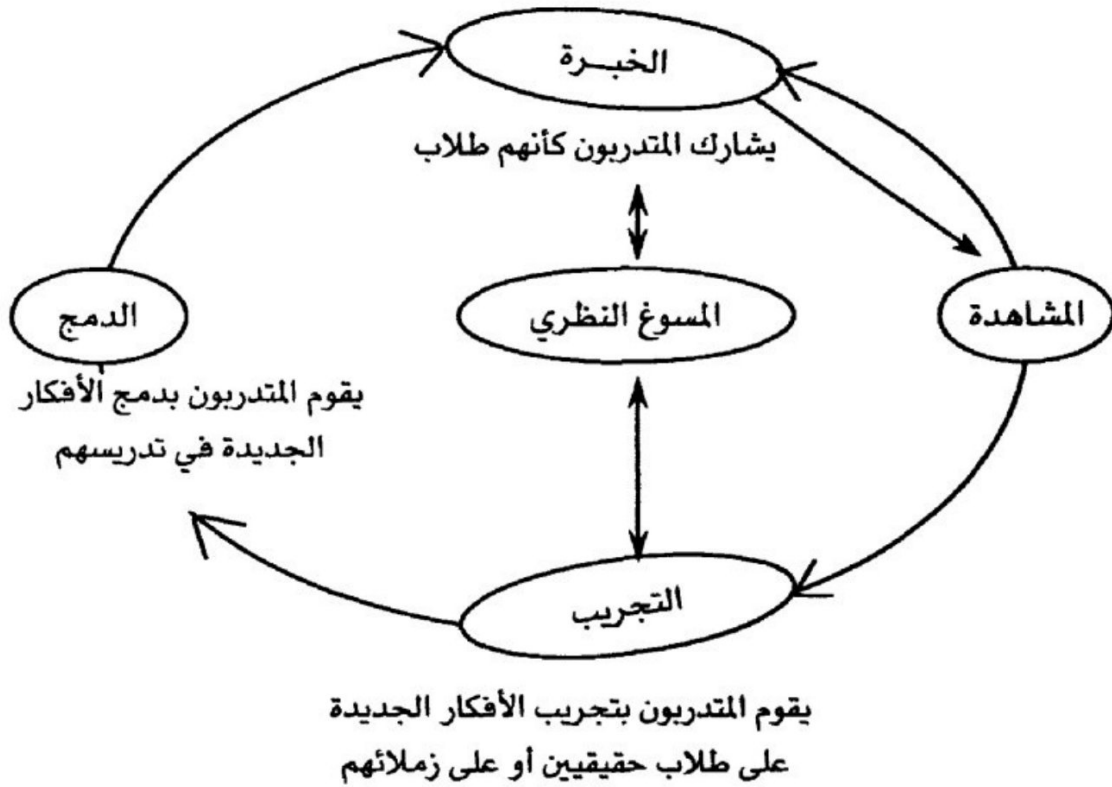 الخبـــرة
يشارك المتدربون كأنهم طلاب
المشاهدة
المسوغ النظري
الدمج
يقوم المتدربون بدمج الأفكار
الجديدة في تدريسهم
التجريب
يقوم المتدربون بتجريب الأفكار الجديدة
على طلاب حقيقيين أو على زملائهم